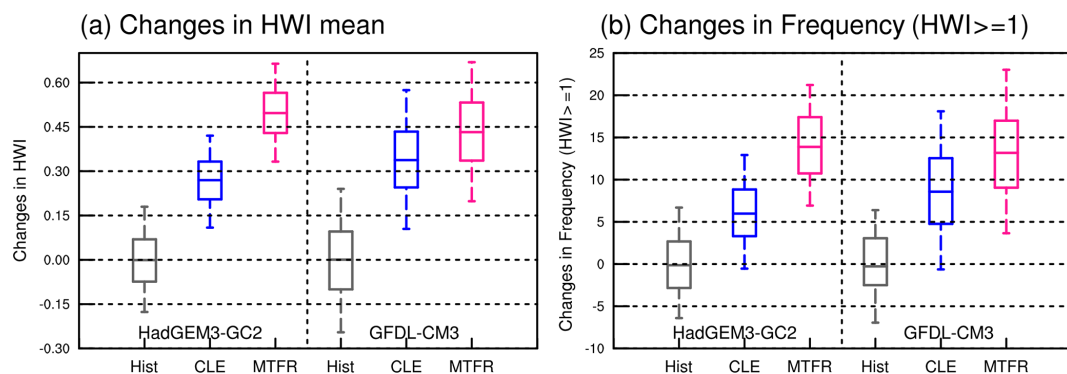 (a) Changes in HWI mean
Changes in HWI
0.60
0.45
0.30
0.15
0.00
-0.15
-0.30
HadGEM3-GC2
GFDL-CM3
Hist CLE MTFR Hist CLE MTFR
(b) Changes in Frequency (HWI>=1)
Changes in Frequency (HWI>=1)
25
20
15
10
5
0
-5
-10
HadGEM3-GC2
GFDL-CM3
Hist CLE MTFR Hist CLE MTFR